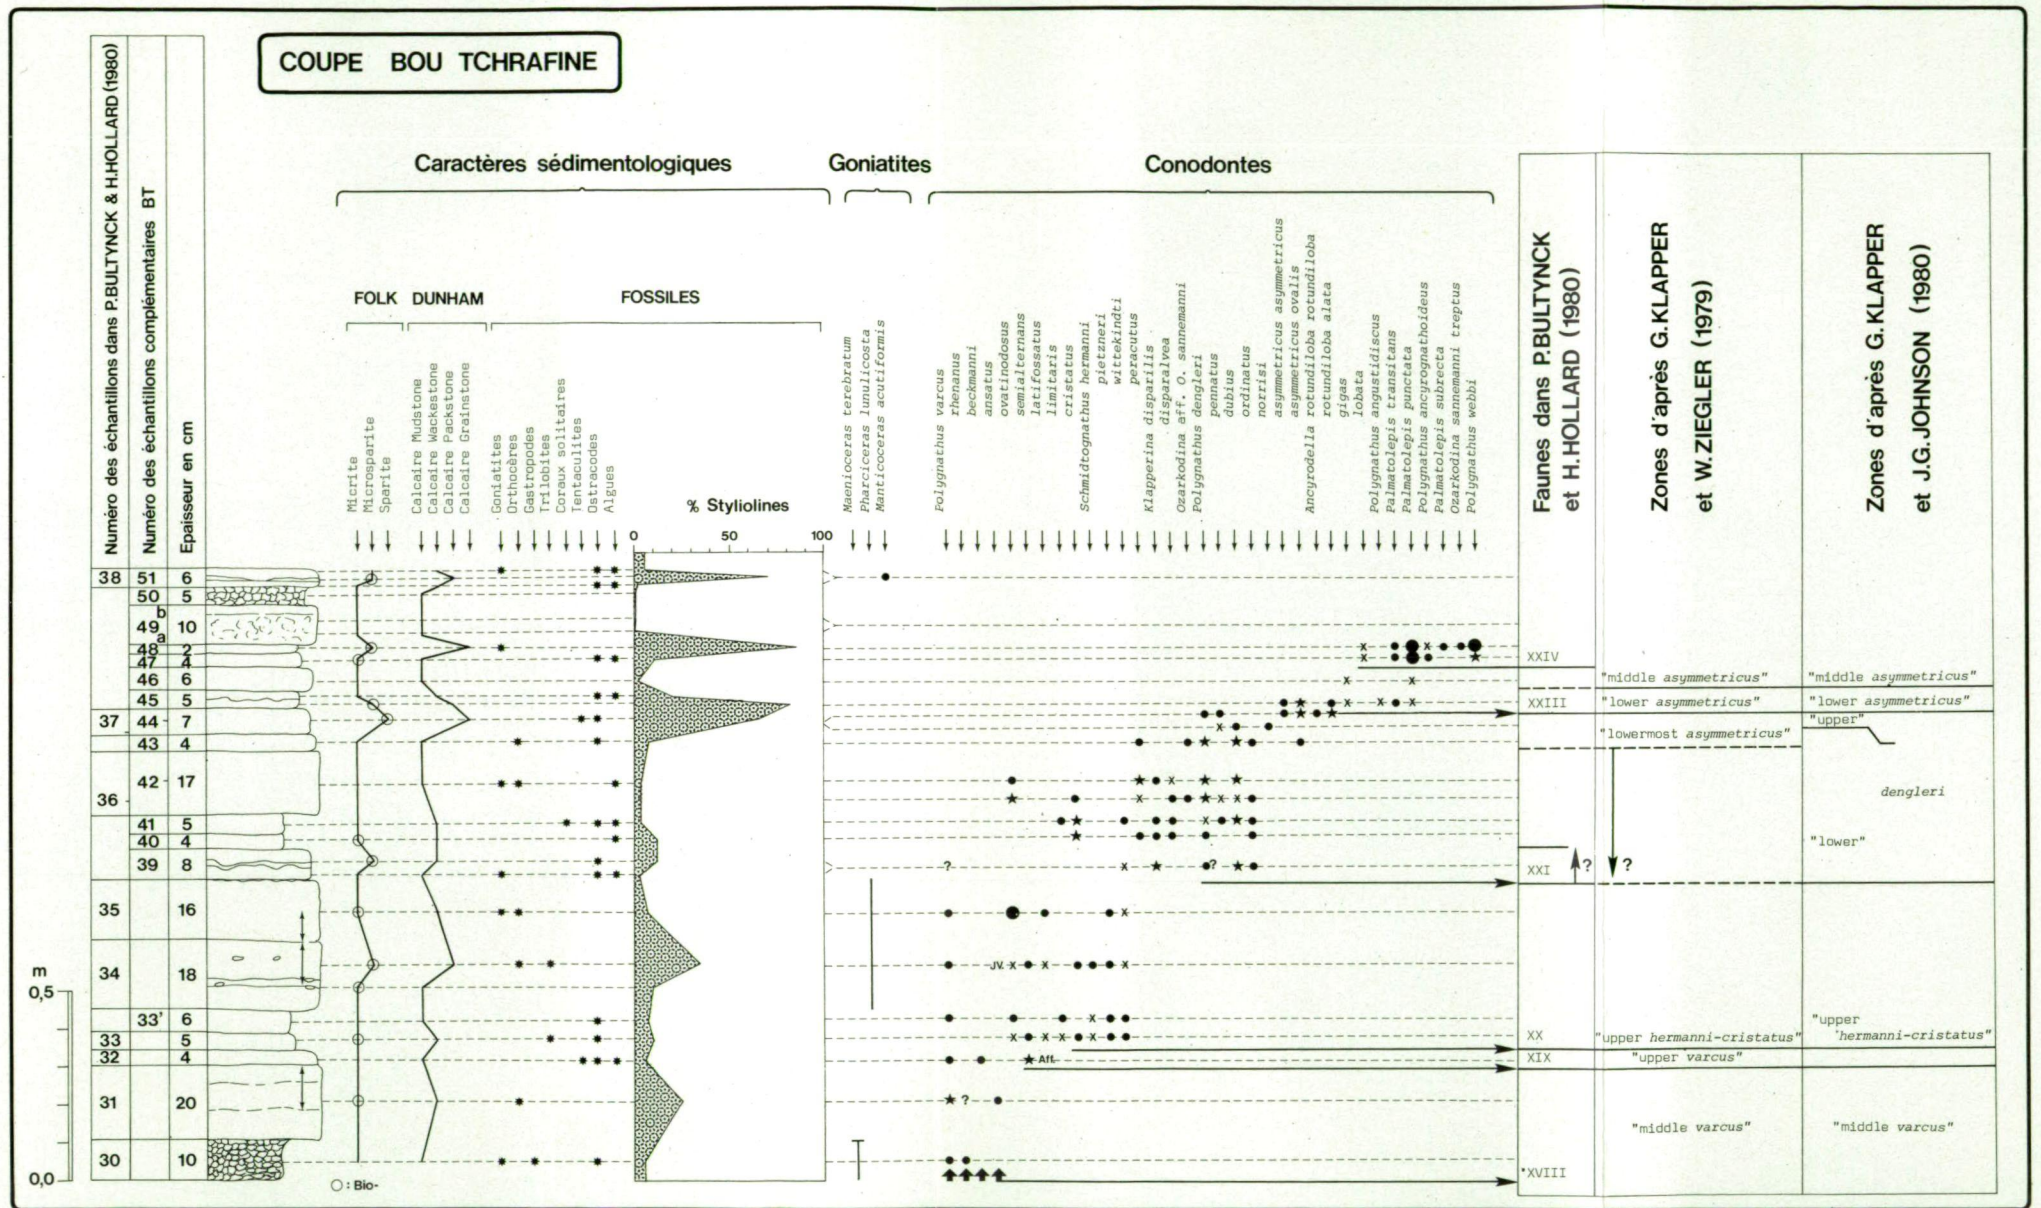 COUPE BOU TCHRAFINE
Numéro des échantillons dans P.BULTYNCK & H.HOLLARD (1980)
Numéro des échantillons complémentaires BT
Epaisseur en cm
Caractères sédimentologiques
Goniatites
Conodontes
FOLK
DUNHAM
FOSSILES
Micrite
Microsparite
Sparite
Calcaire Mudstone
Calcaire Wackestone
Calcaire Packstone
Calcaire Grainstone
Goniatites
Orthocères
Gastropodes
Trilobites
Coraux solitaires
Tentaculites
Ostracodes
Algues
% Styliolines
0 50 100
Maenioceras terebratum
Pharciceras lunulicosta
Manticoceras acutiformis
Polygnathus varcus
rhenanus
beckmanni
ansatus
ovatinodosus
semialternans
latifossatus
limitaris
cristatus
Schmidtognathus hermanni
pietzneri
wittekindti
peracutus
Klapperina disparilis
disparalvea
Ozarkodina aff. O. sannemanni
Polygnathus dengleri
pennatus
dubius
ordinatus
norrisi
asymmetricus asymmetricus
asymmetricus ovalis
Ancyrodella rotundiloba rotundiloba
rotundiloba alata
gigas
lobata
Polygnathus angustidiscus
Palmatolepis transitans
Palmatolepis punctata
Polygnathus ancyrognathoideus
Palmatolepis subrecta
Ozarkodina sannemanni treptus
Polygnathus webbi
Faunes dans P.BULTYNCK
et H.HOLLARD (1980)
Zones d'après G.KLAPPER
et W.ZIEGLER (1979)
Zones d'après G.KLAPPER
et J.G.JOHNSON (1980)
38 51 6
50 5
b
49 10
a
48 2
47 4
XXIV
46 6
"middle asymmetricus" "middle asymmetricus"
45 5
XXIII "lower asymmetricus" "lower asymmetricus"
37 44 7
"upper"
"lowermost asymmetricus"
43 4
42 17
36
dengleri
41 5
40 4
"lower"
39 8
? ? XXI ? ?
35 16
34 18
JV
m
0,5
33' 6
"upper
33 5
XX "upper hermanni-cristatus" hermanni-cristatus"
32 4
Aff.
XIX "upper varcus"
31 20
?
"middle varcus" "middle varcus"
30 10
XVIII
0,0
○ : Bio-